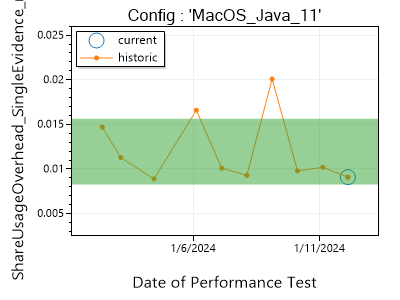 Config : 'MacOS_Java_11'
ShareUsageOverhead_SingleEvidence_
current
historic
0.025
0.02
0.015
0.01
0.005
1/6/2024
1/11/2024
Date of Performance Test